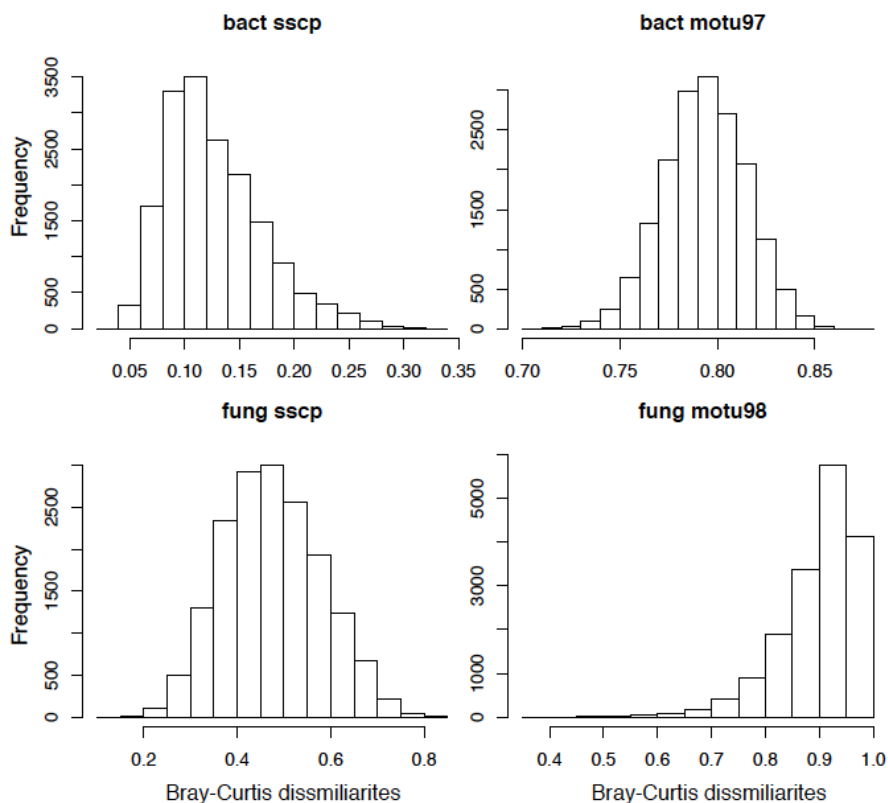 bact sscp
bact motu97
Frequency
3500
2500
1500
500
0
0.05 0.10 0.15 0.20 0.25 0.30 0.35
2500
1500
500
0
0.70 0.75 0.80 0.85
fung sscp
fung motu98
Frequency
2500
1500
500
0
0.2 0.4 0.6 0.8
Bray-Curtis dissmiliarites
5000
3000
1000
0
0.4 0.5 0.6 0.7 0.8 0.9 1.0
Bray-Curtis dissmiliarites